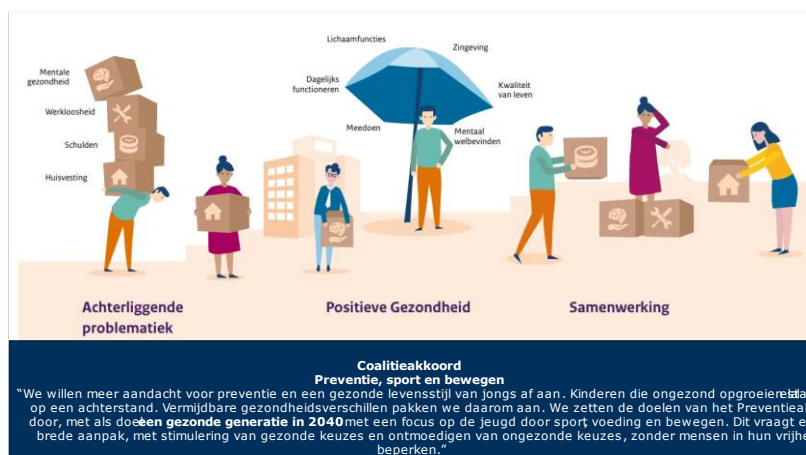 Lichaamfuncties
Zingeving
Mentale
gezondheid
Dagelijks
functioneren
Kwaliteit
van leven
Werkloosheid
Meedoen
Mentaal
welbevinden
Schulden
Huisvesting
Achterliggende
problematiek
Positieve Gezondheid
Samenwerking
Coalitieakkoord
Preventie, sport en bewegen
“We willen meer aandacht voor preventie en een gezonde levensstijl van jongs af aan. Kinderen die ongezond opgroeien
op een achterstand. Vermijdbare gezondheidsverschillen pakken we daarom aan. We zetten de doelen van het Preventiea
door, met als doel een gezonde generatie in 2040 met een focus op de jeugd door sport, voeding en bewegen. Dit vraagt e
brede aanpak, met stimulering van gezonde keuzes en ontmoedigen van ongezonde keuzes, zonder mensen in hun vrijhe
beperken.”